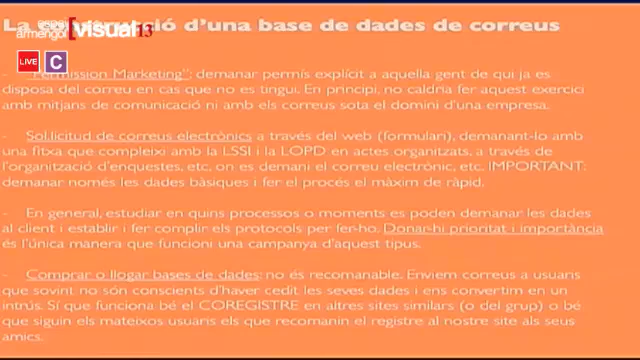 La ció d'una base de dades de correus
armengol [visual13
LIVE C
- "Permission Marketing": demanar permís explícit a aquella gent de qui ja es
disposa del correu en cas que no es tingui. En principi, no caldria fer aquest exercici
amb mitjans de comunicació ni amb els correus sota el domini d'una empresa.
- Sol.licitud de correus electrònics a través del web (formulari), demanant-lo amb
una fitxa que compleixi amb la LSSI i la LOPD en actes organitzats, a través de
l'organització d'enquestes, etc, on es demani el correu electrònic, etc. IMPORTANT:
demanar només les dades bàsiques i fer el procés el màxim de ràpid.
- En general, estudiar en quins processos o moments es poden demanar les dades
al client i establir i fer complir els protocols per fer-ho. Donar-hi prioritat i importància
és l'única manera que funcioni una campanya d'aquest tipus.
- Comprar o llogar bases de dades: no és recomanable. Enviem correus a usuaris
que sovint no són conscients d'haver cedit les seves dades i ens convertim en un
intrús. Sí que funciona bé el COREGISTRE en altres sites similars (o del grup) o bé
que siguin els mateixos usuaris els que recomanin el registre al nostre site als seus
amics.